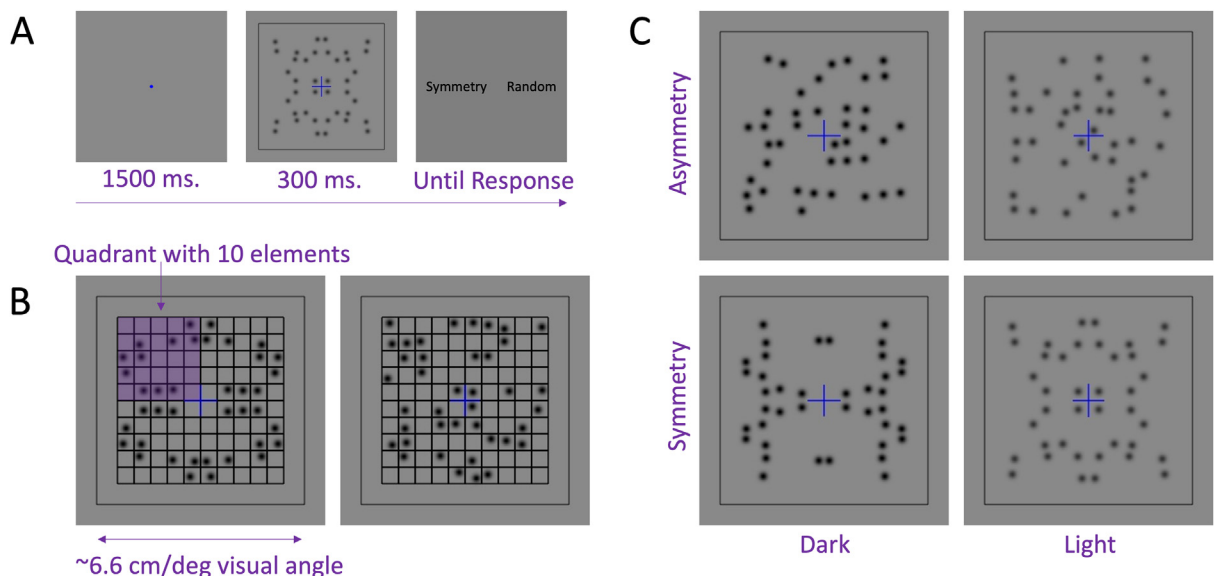 A
Symmetry Random
1500 ms.
300 ms.
Until Response
Quadrant with 10 elements
B
~6.6 cm/deg visual angle
C
Asymmetry
Symmetry
Dark
Light